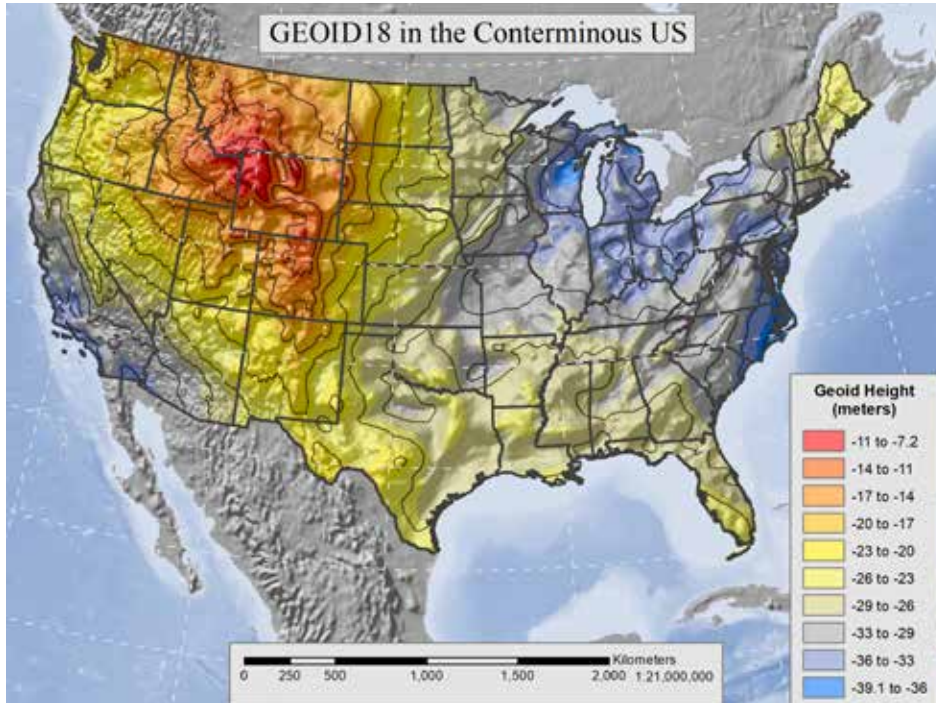 GEOID18 in the Conterminous US
Geoid Height
(meters)
-11 to -7.2
-14 to -11
-17 to -14
-20 to -17
-23 to -20
-26 to -23
-29 to -26
-33 to -29
-36 to -33
-39.1 to -36
Kilometers
0 250 500 1,000 1,500 2,000 1:21,000,000